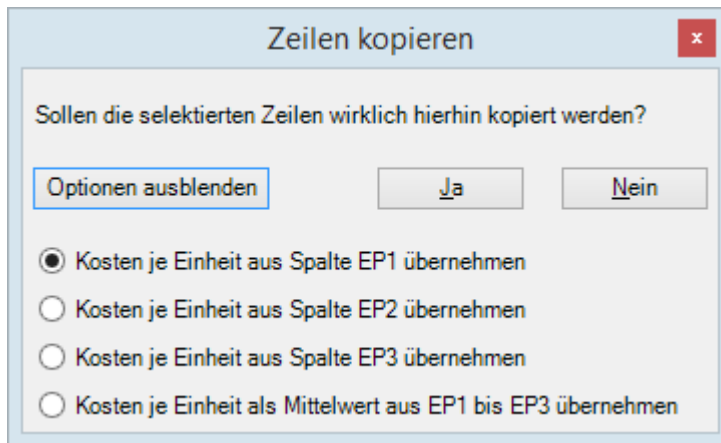 Zeilen kopieren
x
Sollen die selektierten Zeilen wirklich hierhin kopiert werden?
Optionen ausblenden Ja Nein
Kosten je Einheit aus Spalte EP1 übernehmen
Kosten je Einheit aus Spalte EP2 übernehmen
Kosten je Einheit aus Spalte EP3 übernehmen
Kosten je Einheit als Mittelwert aus EP1 bis EP3 übernehmen